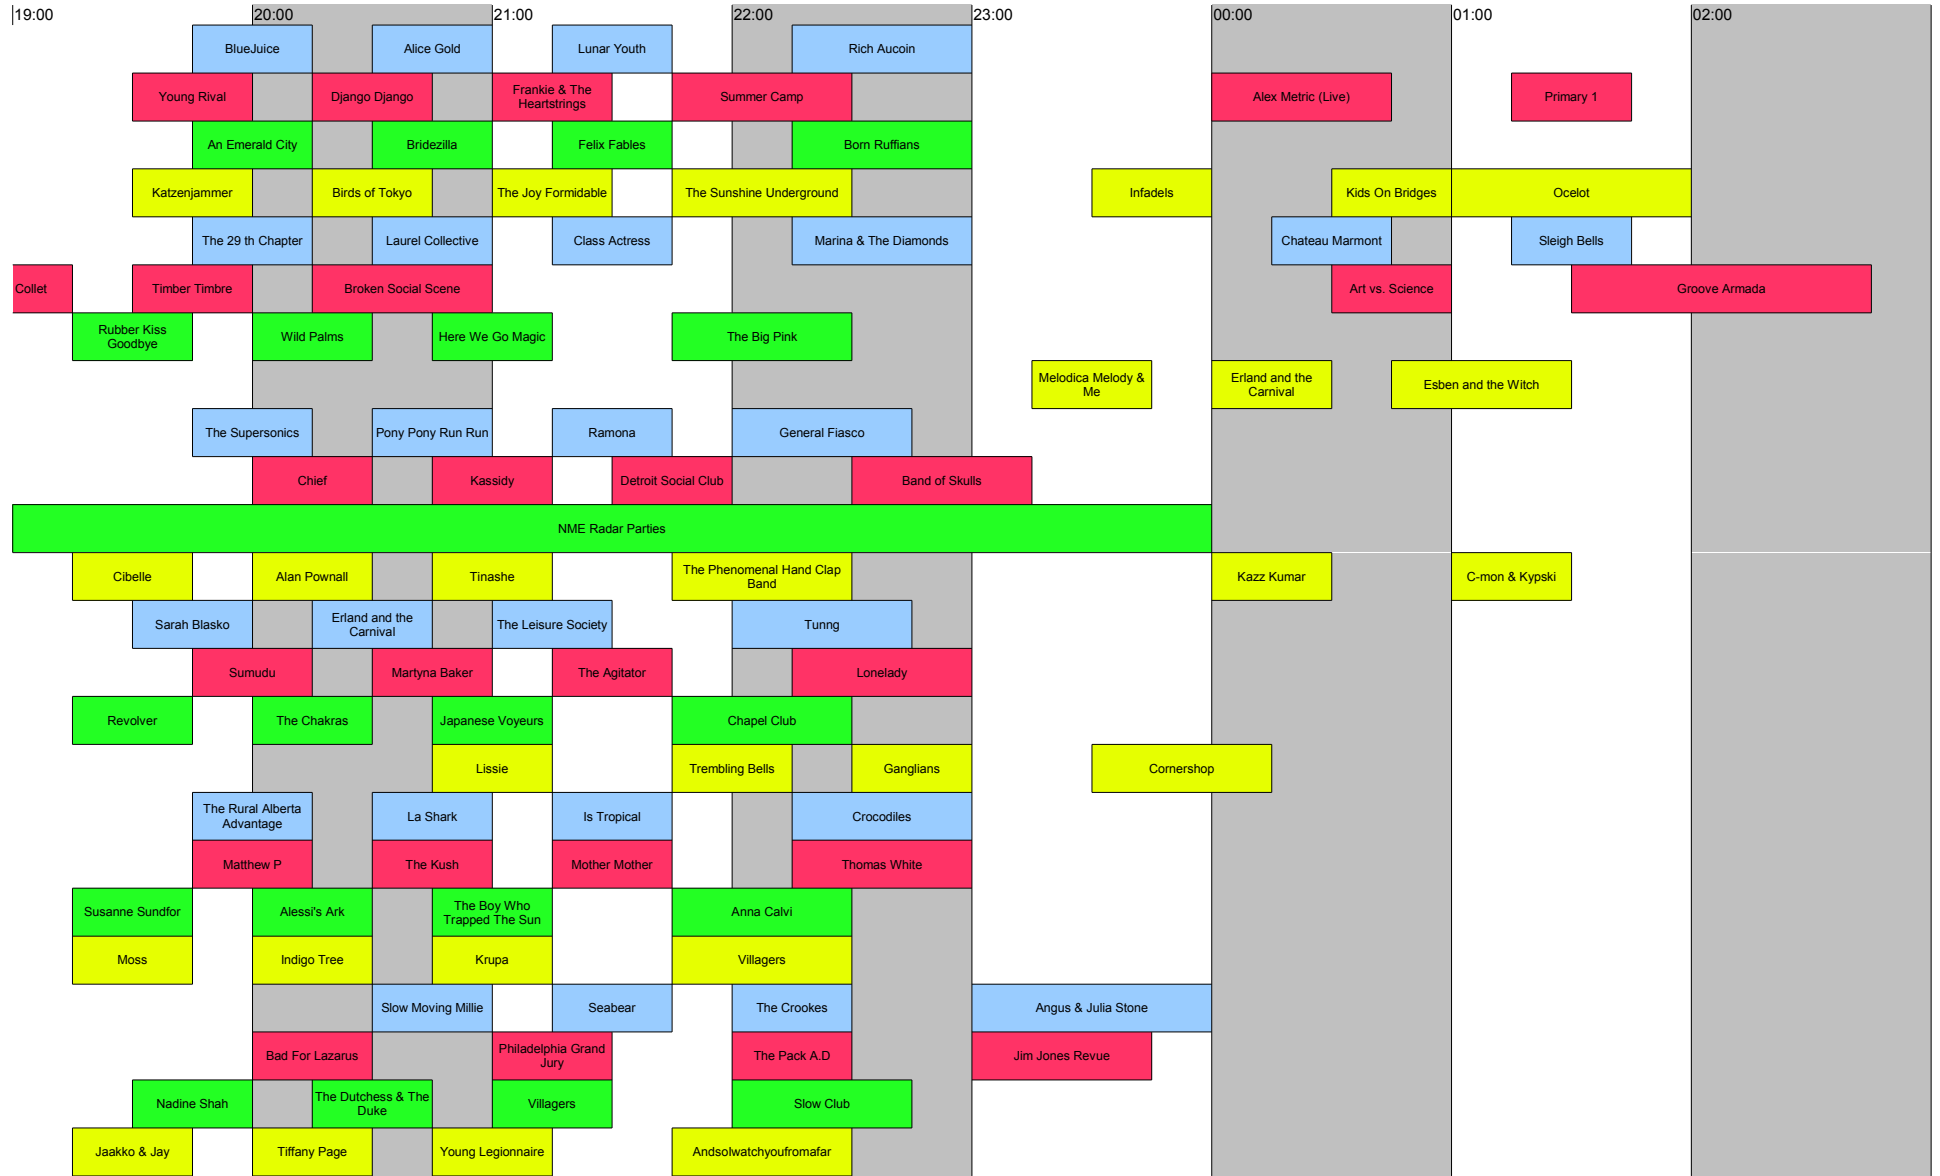 19:00 20:00 21:00 22:00 23:00 00:00 01:00 02:00
BlueJuice Alice Gold Lunar Youth Rich Aucoin
Young Rival Django Django Frankie & The
Heartstrings Summer Camp Alex Metric (Live) Primary 1
An Emerald City Bridezilla Felix Fables Born Ruffians
Katzenjammer Birds of Tokyo The Joy Formidable The Sunshine Underground Infadels Kids On Bridges Ocelot
The 29 th Chapter Laurel Collective Class Actress Marina & The Diamonds Chateau Marmont Sleigh Bells
Collet Timber Timbre Broken Social Scene Art vs. Science Groove Armada
Rubber Kiss
Goodbye Wild Palms Here We Go Magic The Big Pink
Melodica Melody &
Me Erland and the
Carnival Esben and the Witch
The Supersonics Pony Pony Run Run Ramona General Fiasco
Chief Kassidy Detroit Social Club Band of Skulls
NME Radar Parties
Cibelle Alan Pownall Tinashe The Phenomenal Hand Clap
Band Kazz Kumar C-mon & Kypski
Sarah Blasko Erland and the
Carnival The Leisure Society Tunng
Sumudu Martyna Baker The Agitator Lonelady
Revolver The Chakras Japanese Voyeurs Chapel Club
Lissie Trembling Bells Ganglians Cornershop
The Rural Alberta
Advantage La Shark Is Tropical Crocodiles
Matthew P The Kush Mother Mother Thomas White
Susanne Sundfor Alessi's Ark The Boy Who
Trapped The Sun Anna Calvi
Moss Indigo Tree Krupa Villagers
Slow Moving Millie Seabear The Crookes Angus & Julia Stone
Bad For Lazarus Philadelphia Grand
Jury The Pack A.D Jim Jones Revue
Nadine Shah The Dutchess & The
Duke Villagers Slow Club
Jaakko & Jay Tiffany Page Young Legionnaire Andsolwatchyoufromafar